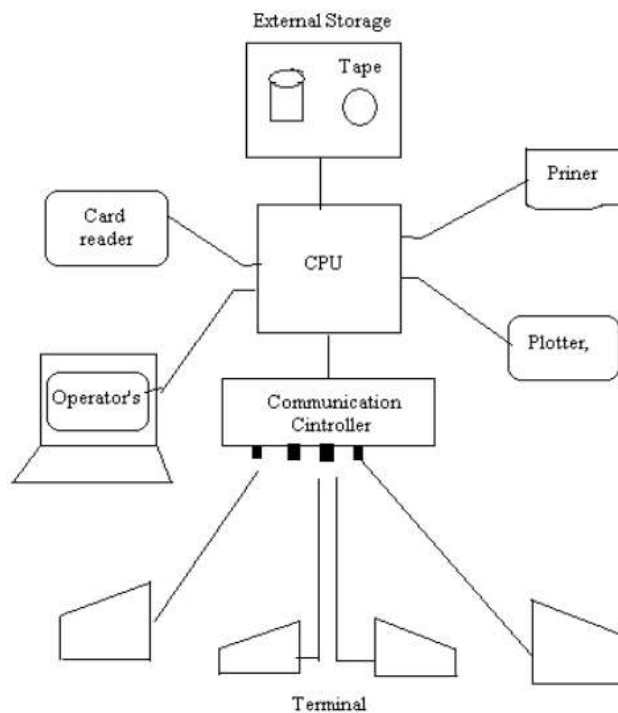 External Storage
Tape
Priner
Card
reader
CPU
Plotter,
Operator's
Communication
Cintroller
Terminal